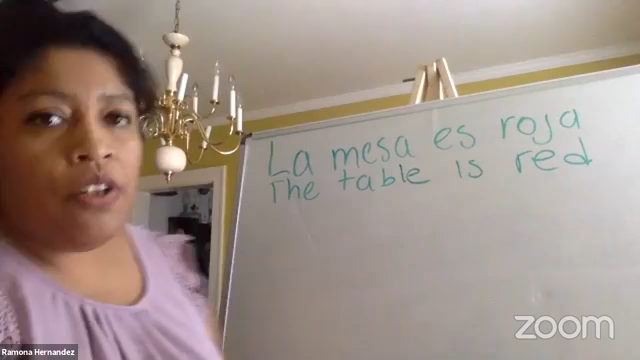 La mesa es roja
The table is red
zoom
Ramona Hernandez